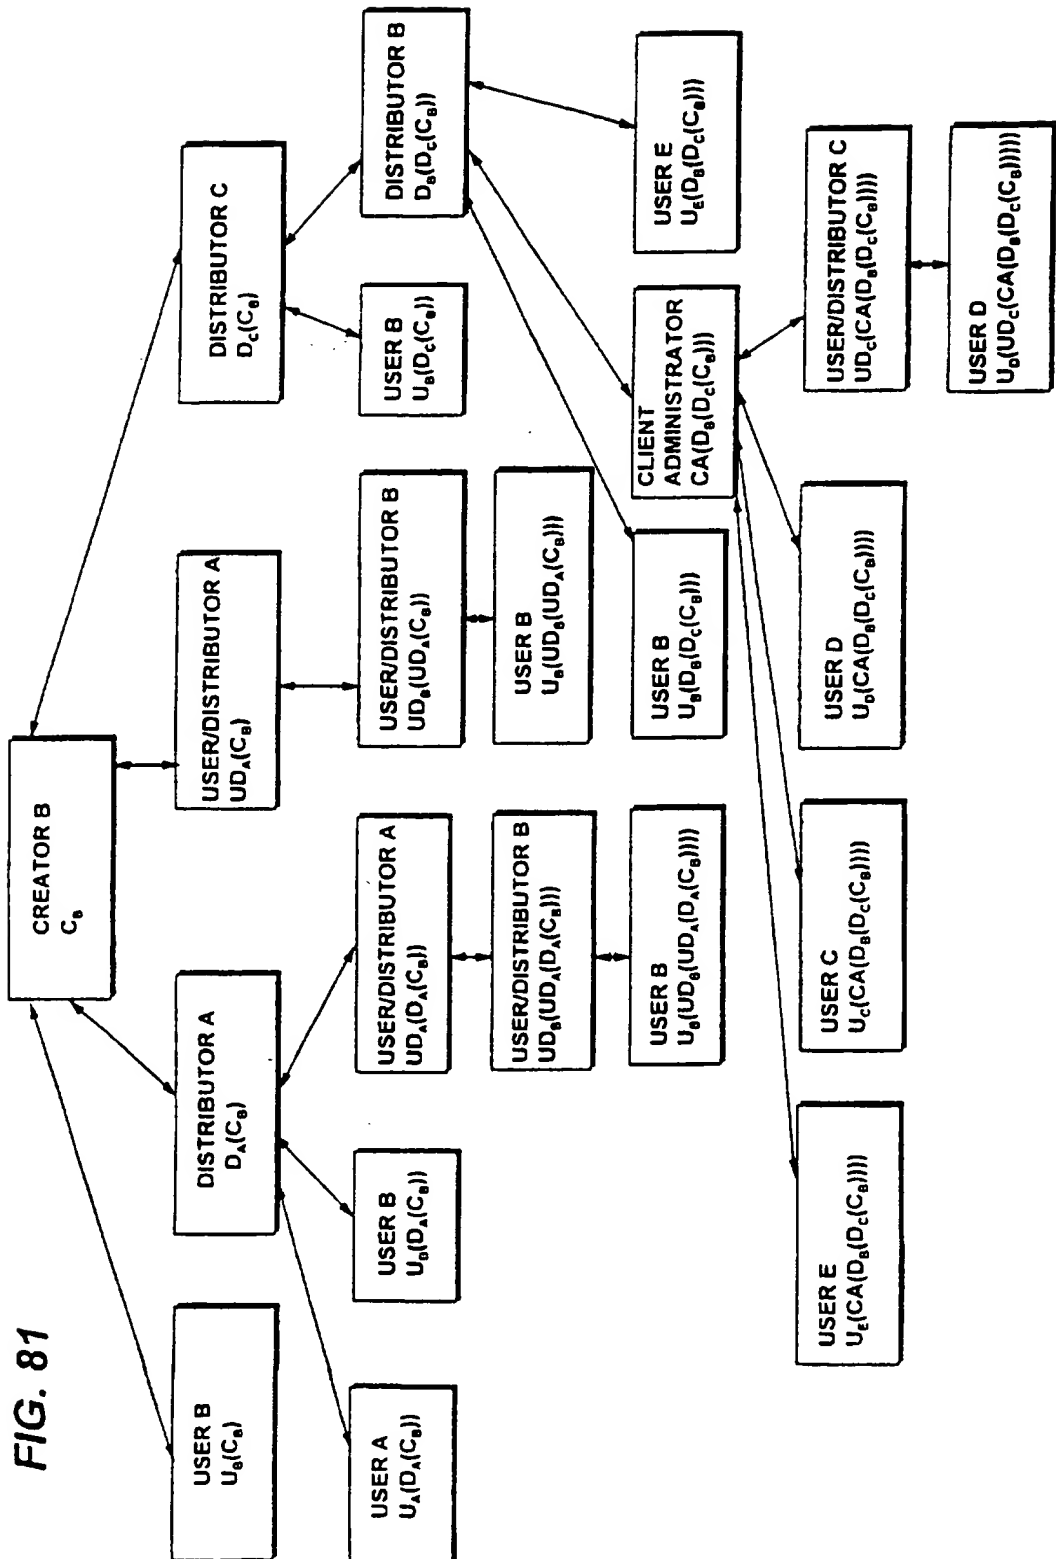 FIG. 81
CREATOR B
C_B
USER B
U_B(C_B)
DISTRIBUTOR A
D_A(C_B)
USER/DISTRIBUTOR A
UD_A(C_B)
DISTRIBUTOR C
D_C(C_B)
USER A
U_A(D_A(C_B))
USER B
U_B(D_A(C_B))
USER/DISTRIBUTOR A
UD_A(D_A(C_B))
USER/DISTRIBUTOR B
UD_B(UD_A(C_B))
USER B
U_B(D_C(C_B))
DISTRIBUTOR B
D_B(D_C(C_B))
USER/DISTRIBUTOR B
UD_B(UD_A(D_A(C_B)))
USER B
U_B(UD_B(UD_A(C_B)))
USER B
U_B(UD_B(UD_A(D_A(C_B))))
USER B
U_B(D_B(D_C(C_B)))
CLIENT
ADMINISTRATOR
CA(D_B(D_C(C_B)))
USER E
U_E(D_B(D_C(C_B)))
USER E
U_E(CA(D_B(D_C(C_B))))
USER C
U_C(CA(D_B(D_C(C_B))))
USER D
U_D(CA(D_B(D_C(C_B))))
USER/DISTRIBUTOR C
UD_C(CA(D_B(D_C(C_B))))
USER D
U_D(UD_C(CA(D_B(D_C(C_B)))))